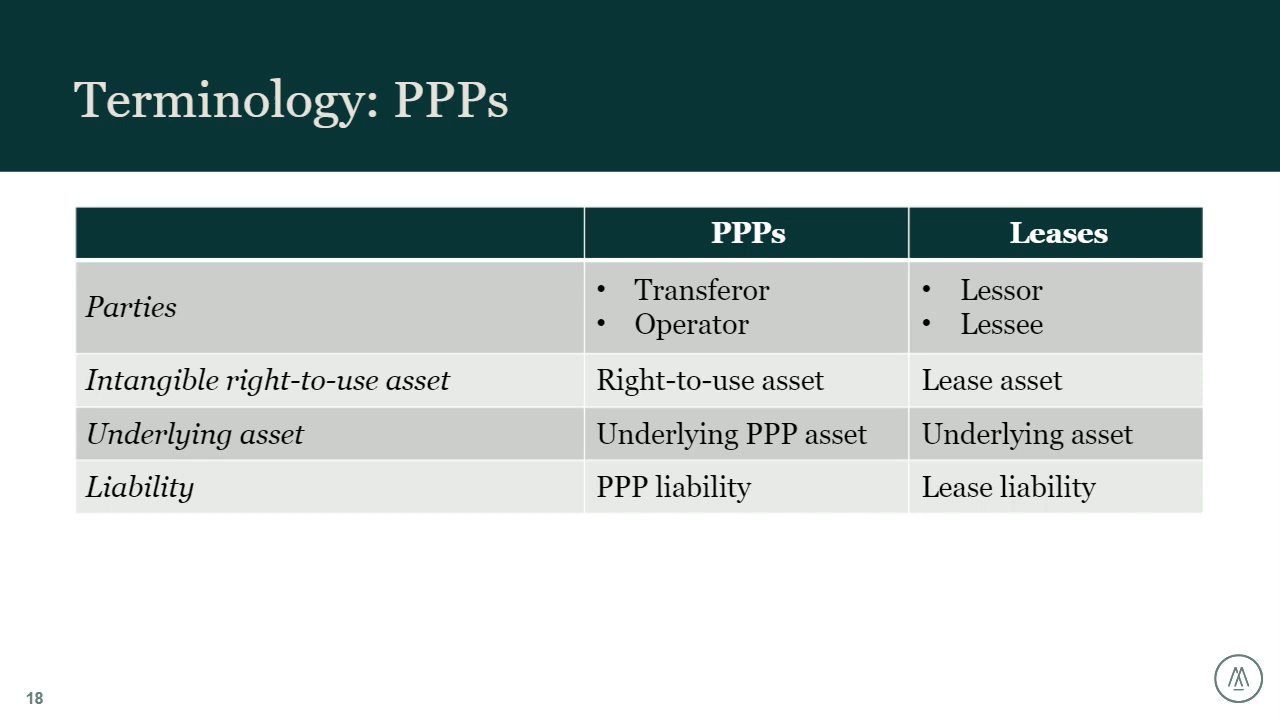 Terminology: PPPs
PPPs Leases
Parties
• Transferor
• Operator
• Lessor
• Lessee
Intangible right-to-use asset Right-to-use asset Lease asset
Underlying asset Underlying PPP asset Underlying asset
Liability PPP liability Lease liability
18